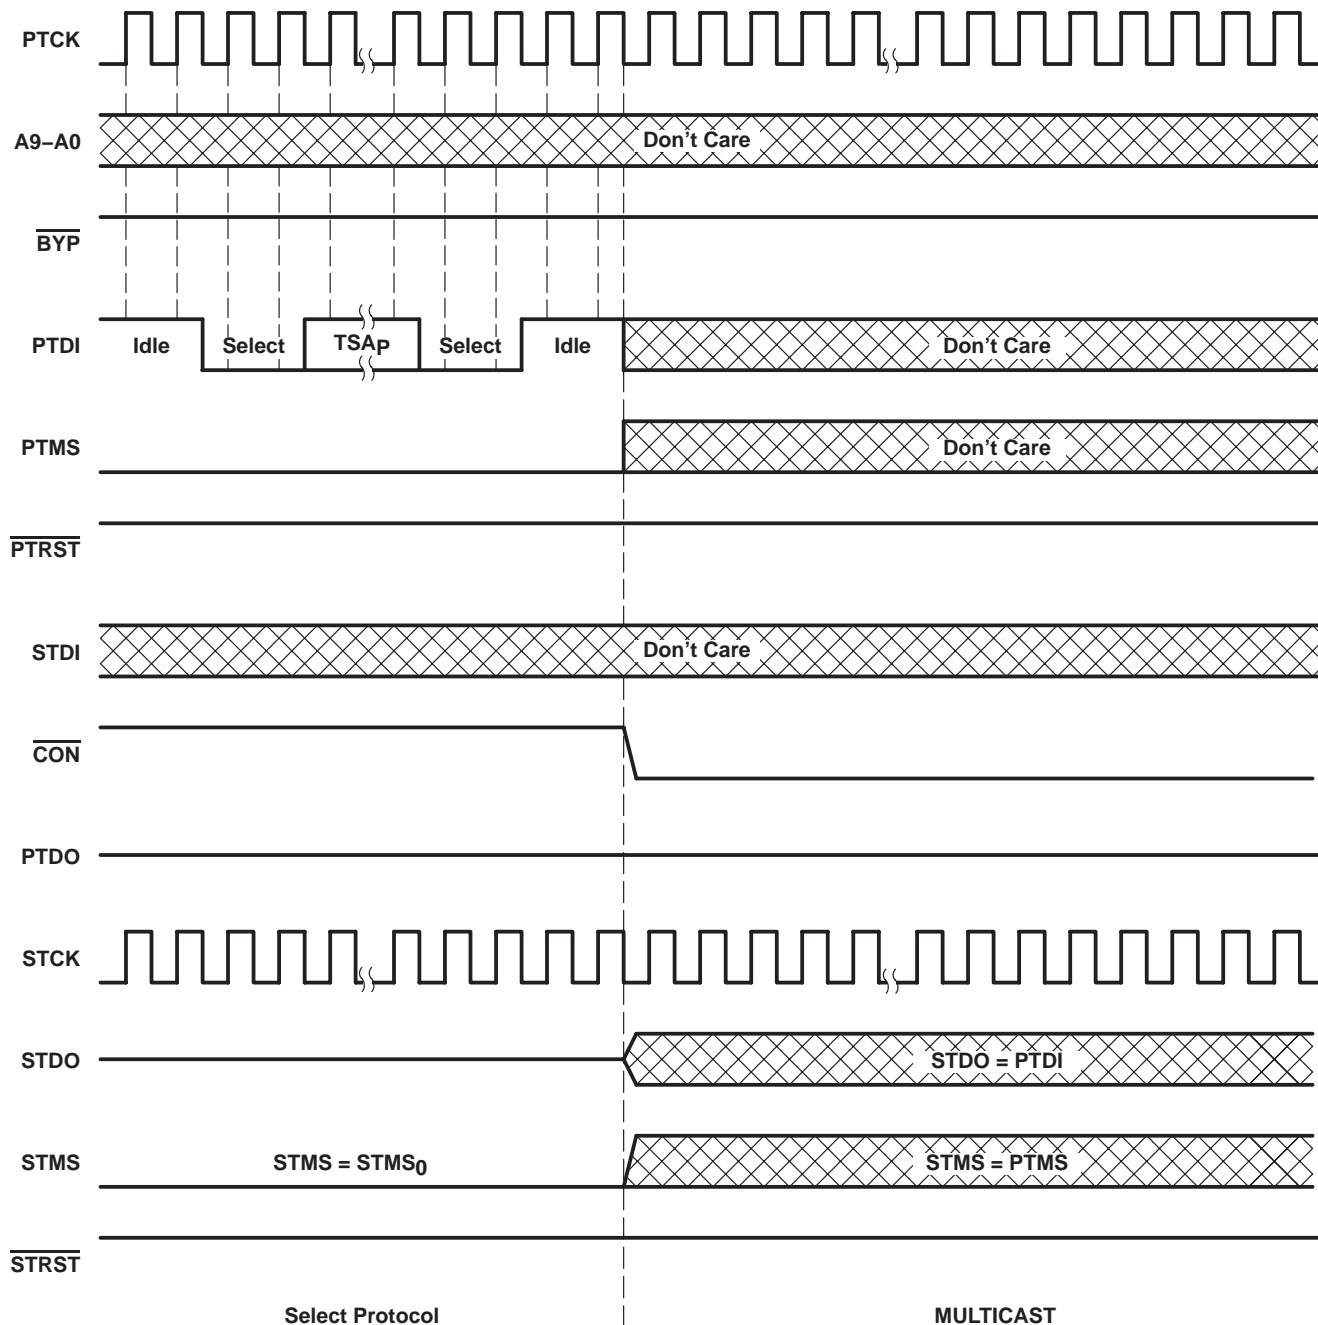 PTCK
A9–A0 Don't Care
BYP
PTDI Idle Select TSAP Select Idle Don't Care
PTMS Don't Care
PTRST
STDI Don't Care
CON
PTDO
STCK
STDO STDO = PTDI
STMS STMS = STMS0 STMS = PTMS
STRST
Select Protocol MULTICAST